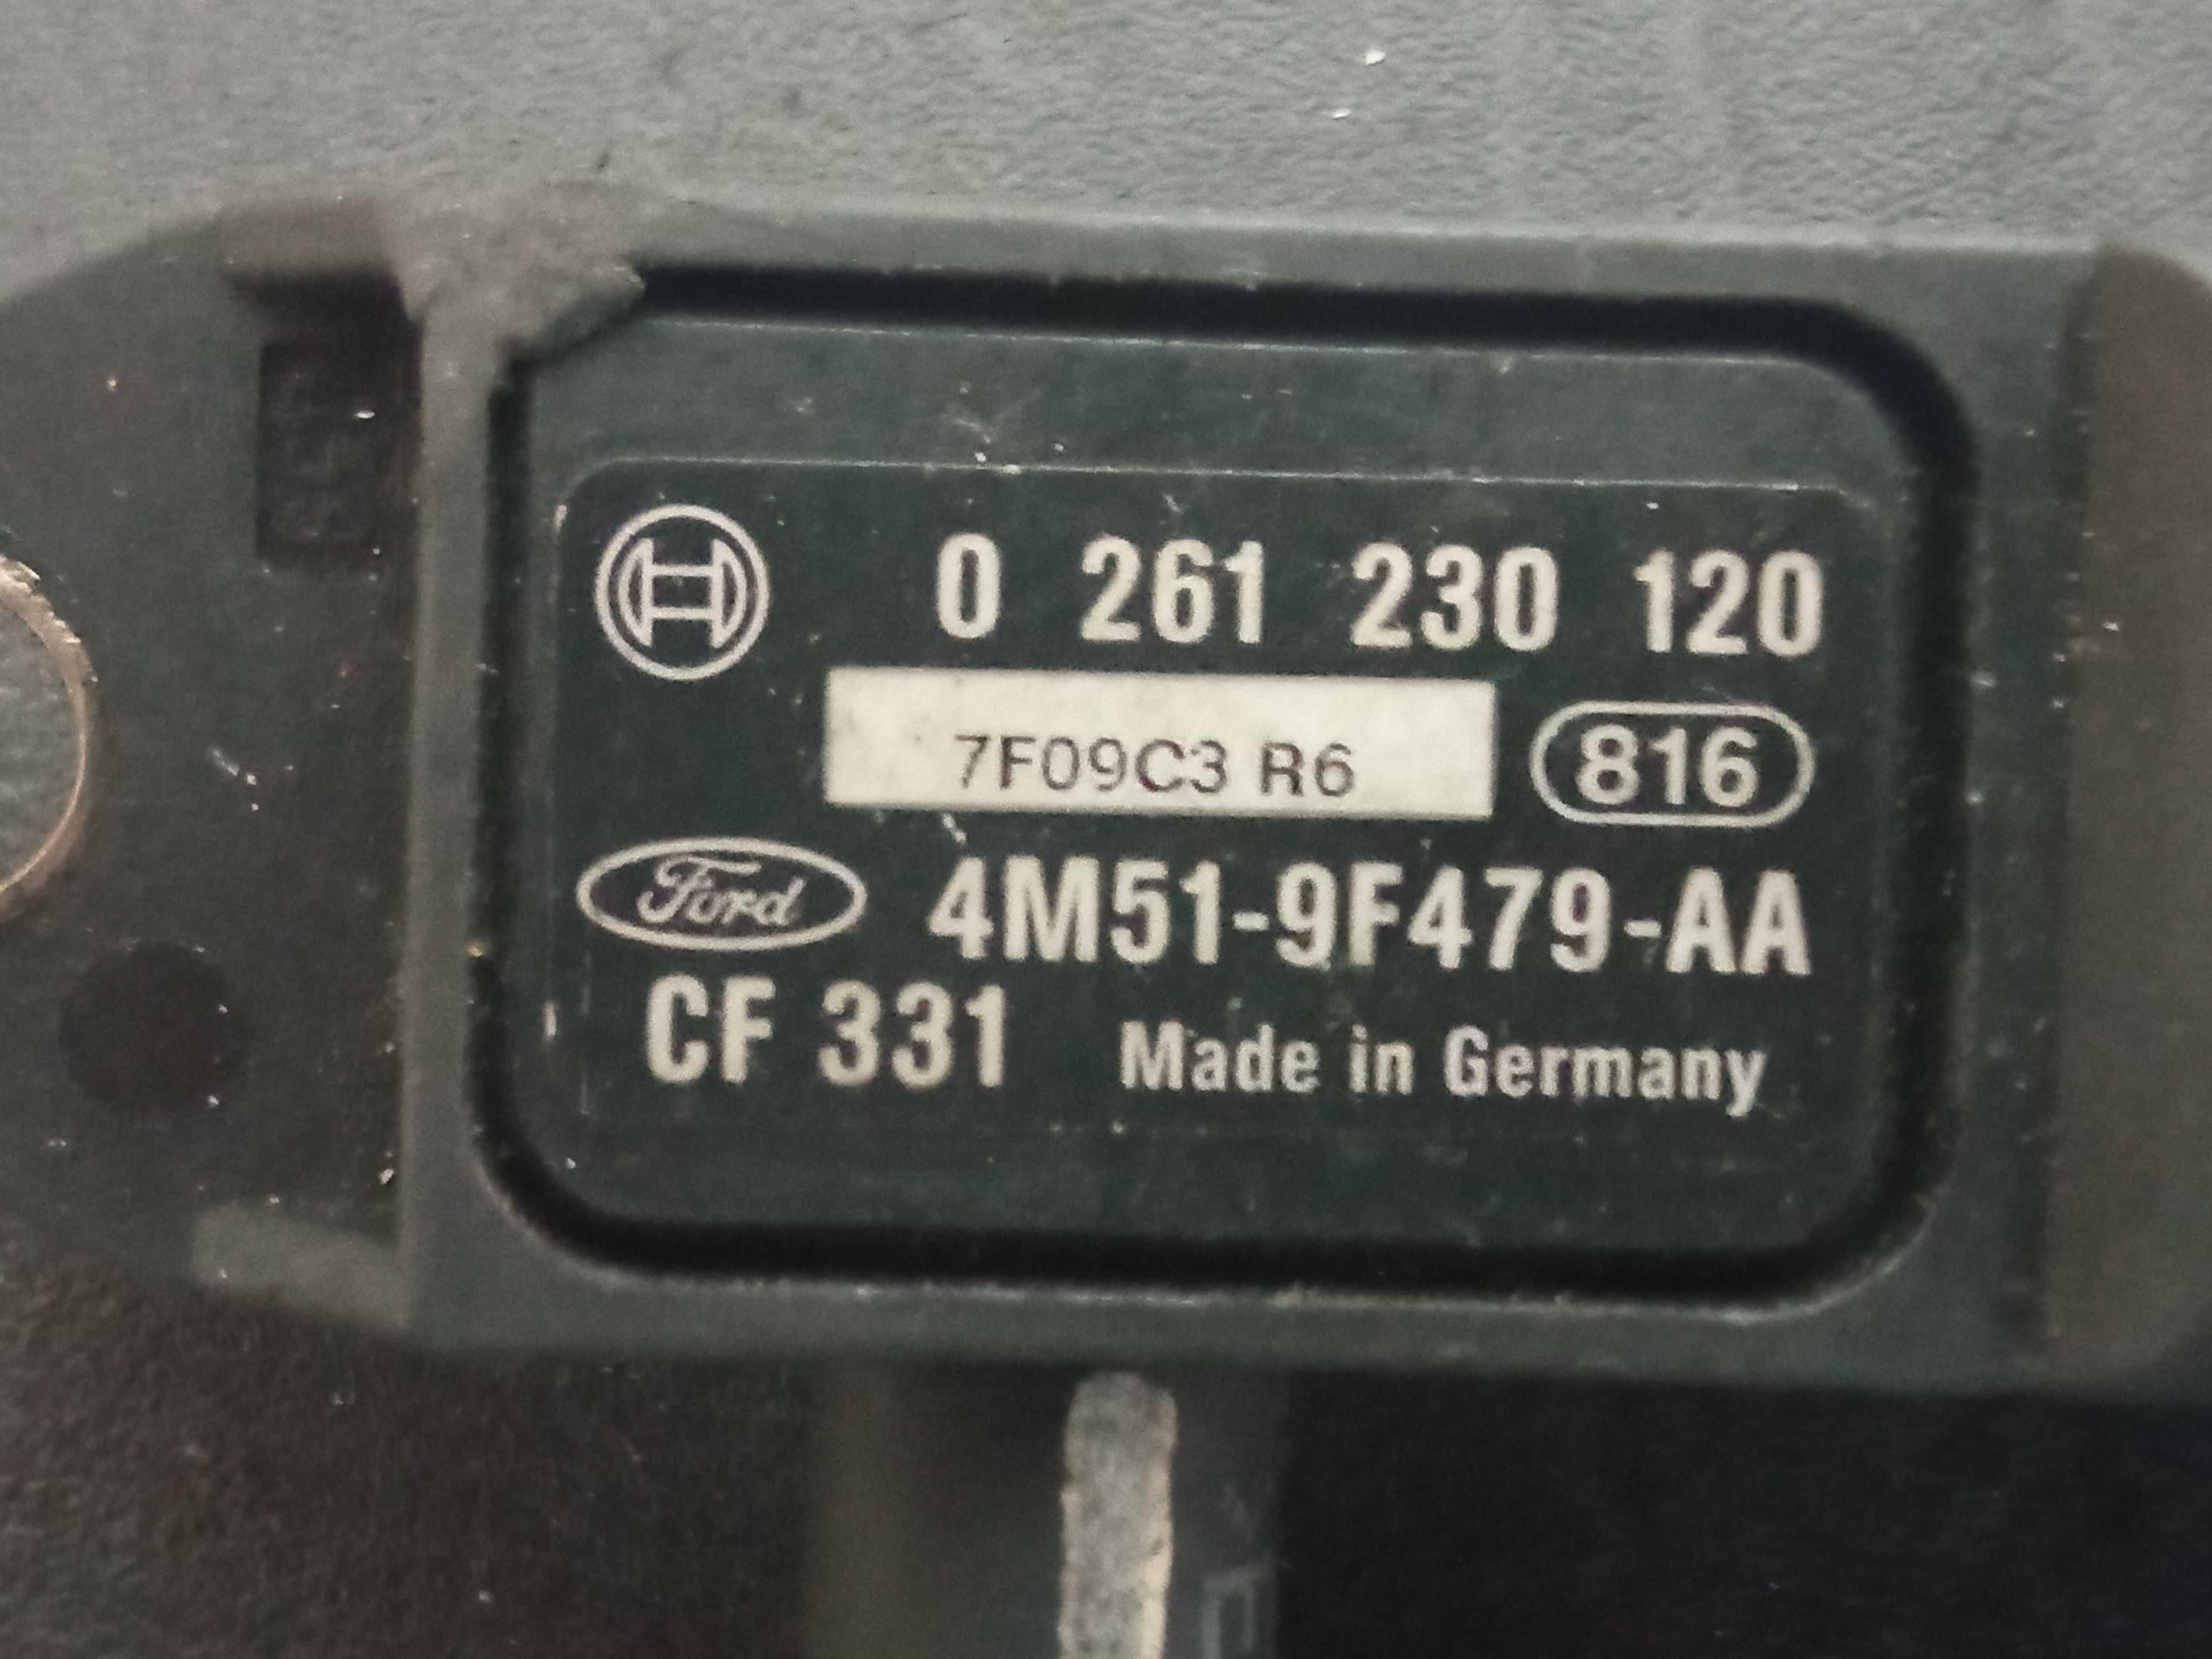 0 261 230 120
7F09C3 R6
816
Ford 4M51-9F479-AA
CF 331 Made in Germany